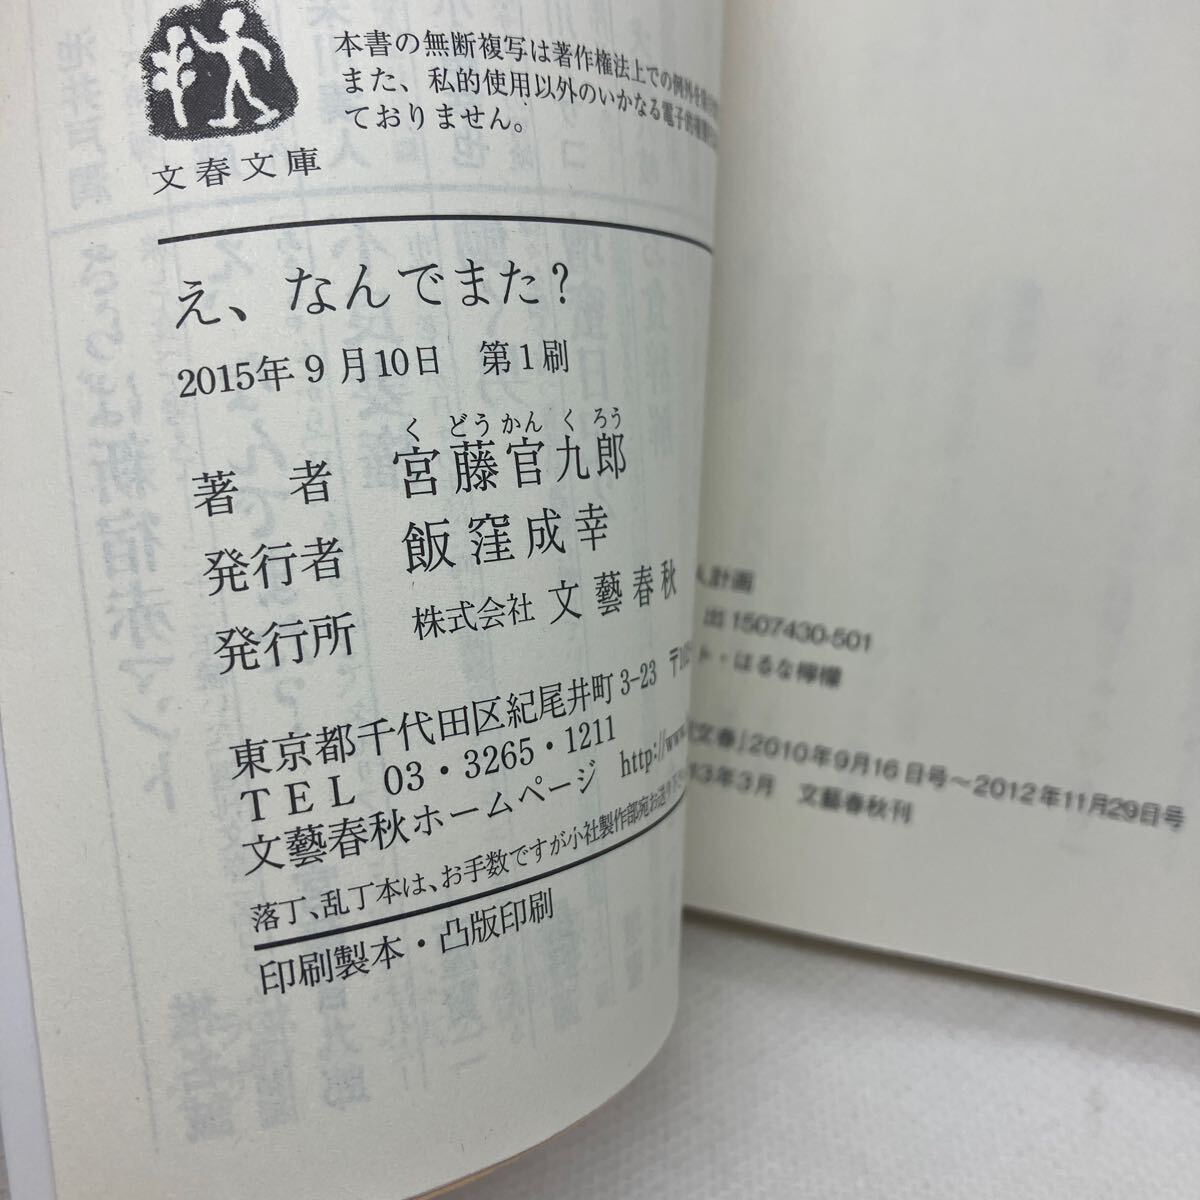 本書の無断複写は著作権法上での例外を
また、私的使用以外のいかなる電子的
ておりません。
文春文庫
え、なんでまた？
2015年9月10日 第1刷
く どう かん く ろう
著者 宮藤官九郎
発行者 飯窪成幸
発行所 株式会社 文藝春秋
東京都千代田区紀尾井町 3-23 〒102
TEL 03・3265・1211
文藝春秋ホームページ http://www.
落丁、乱丁本は、お手数ですが小社製作部宛お送り下さ
印刷製本・凸版印刷
人計画
出 1507430-501
ト・はるな檸檬
文春」2010年9月16日号〜2012年11月29日号
13年3月 文藝春秋刊